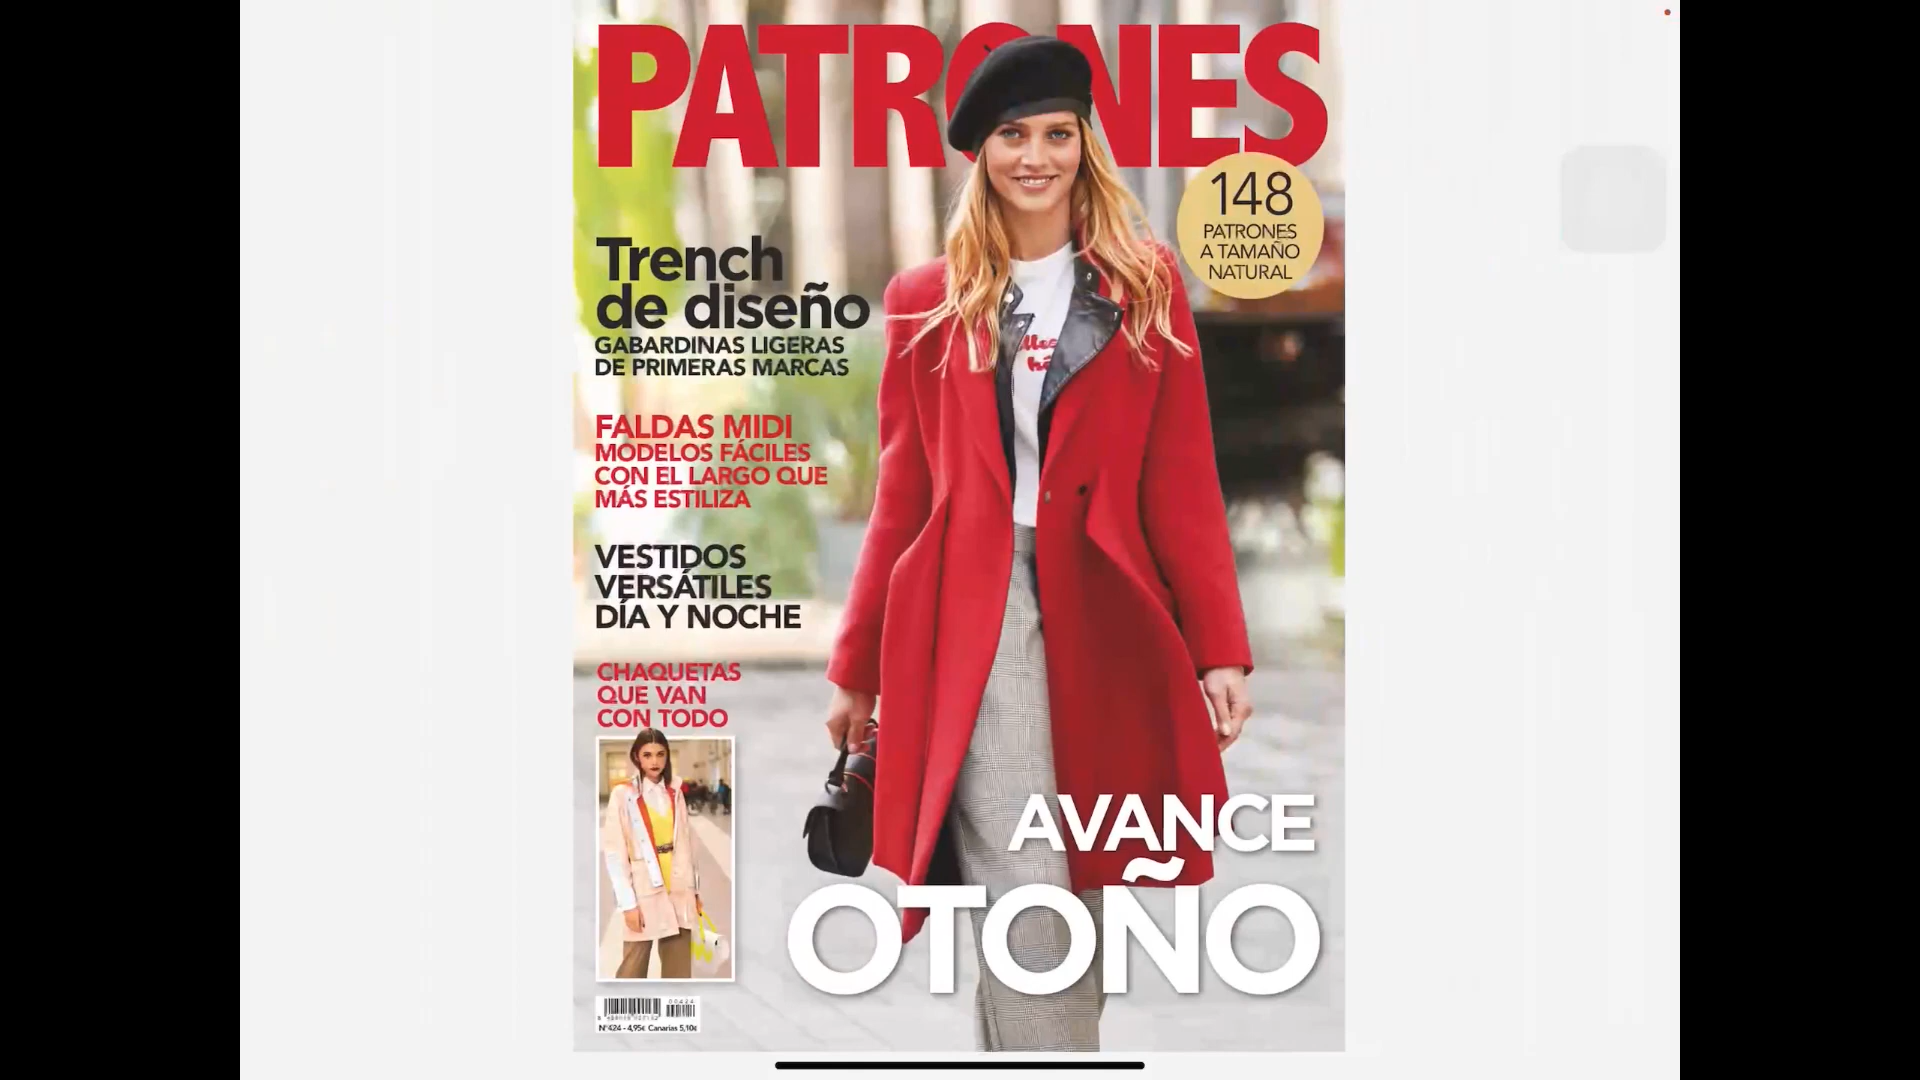 PATRONES
148
PATRONES
A TAMAÑO
NATURAL
Trench
de diseño
GABARDINAS LIGERAS
DE PRIMERAS MARCAS
FALDAS MIDI
MODELOS FÁCILES
CON EL LARGO QUE
MÁS ESTILIZA
VESTIDOS
VERSÁTILES
DÍA Y NOCHE
CHAQUETAS
QUE VAN
CON TODO
AVANCE
OTOÑO
00424
Nº424 - 4,95€ Canarias 5,10€